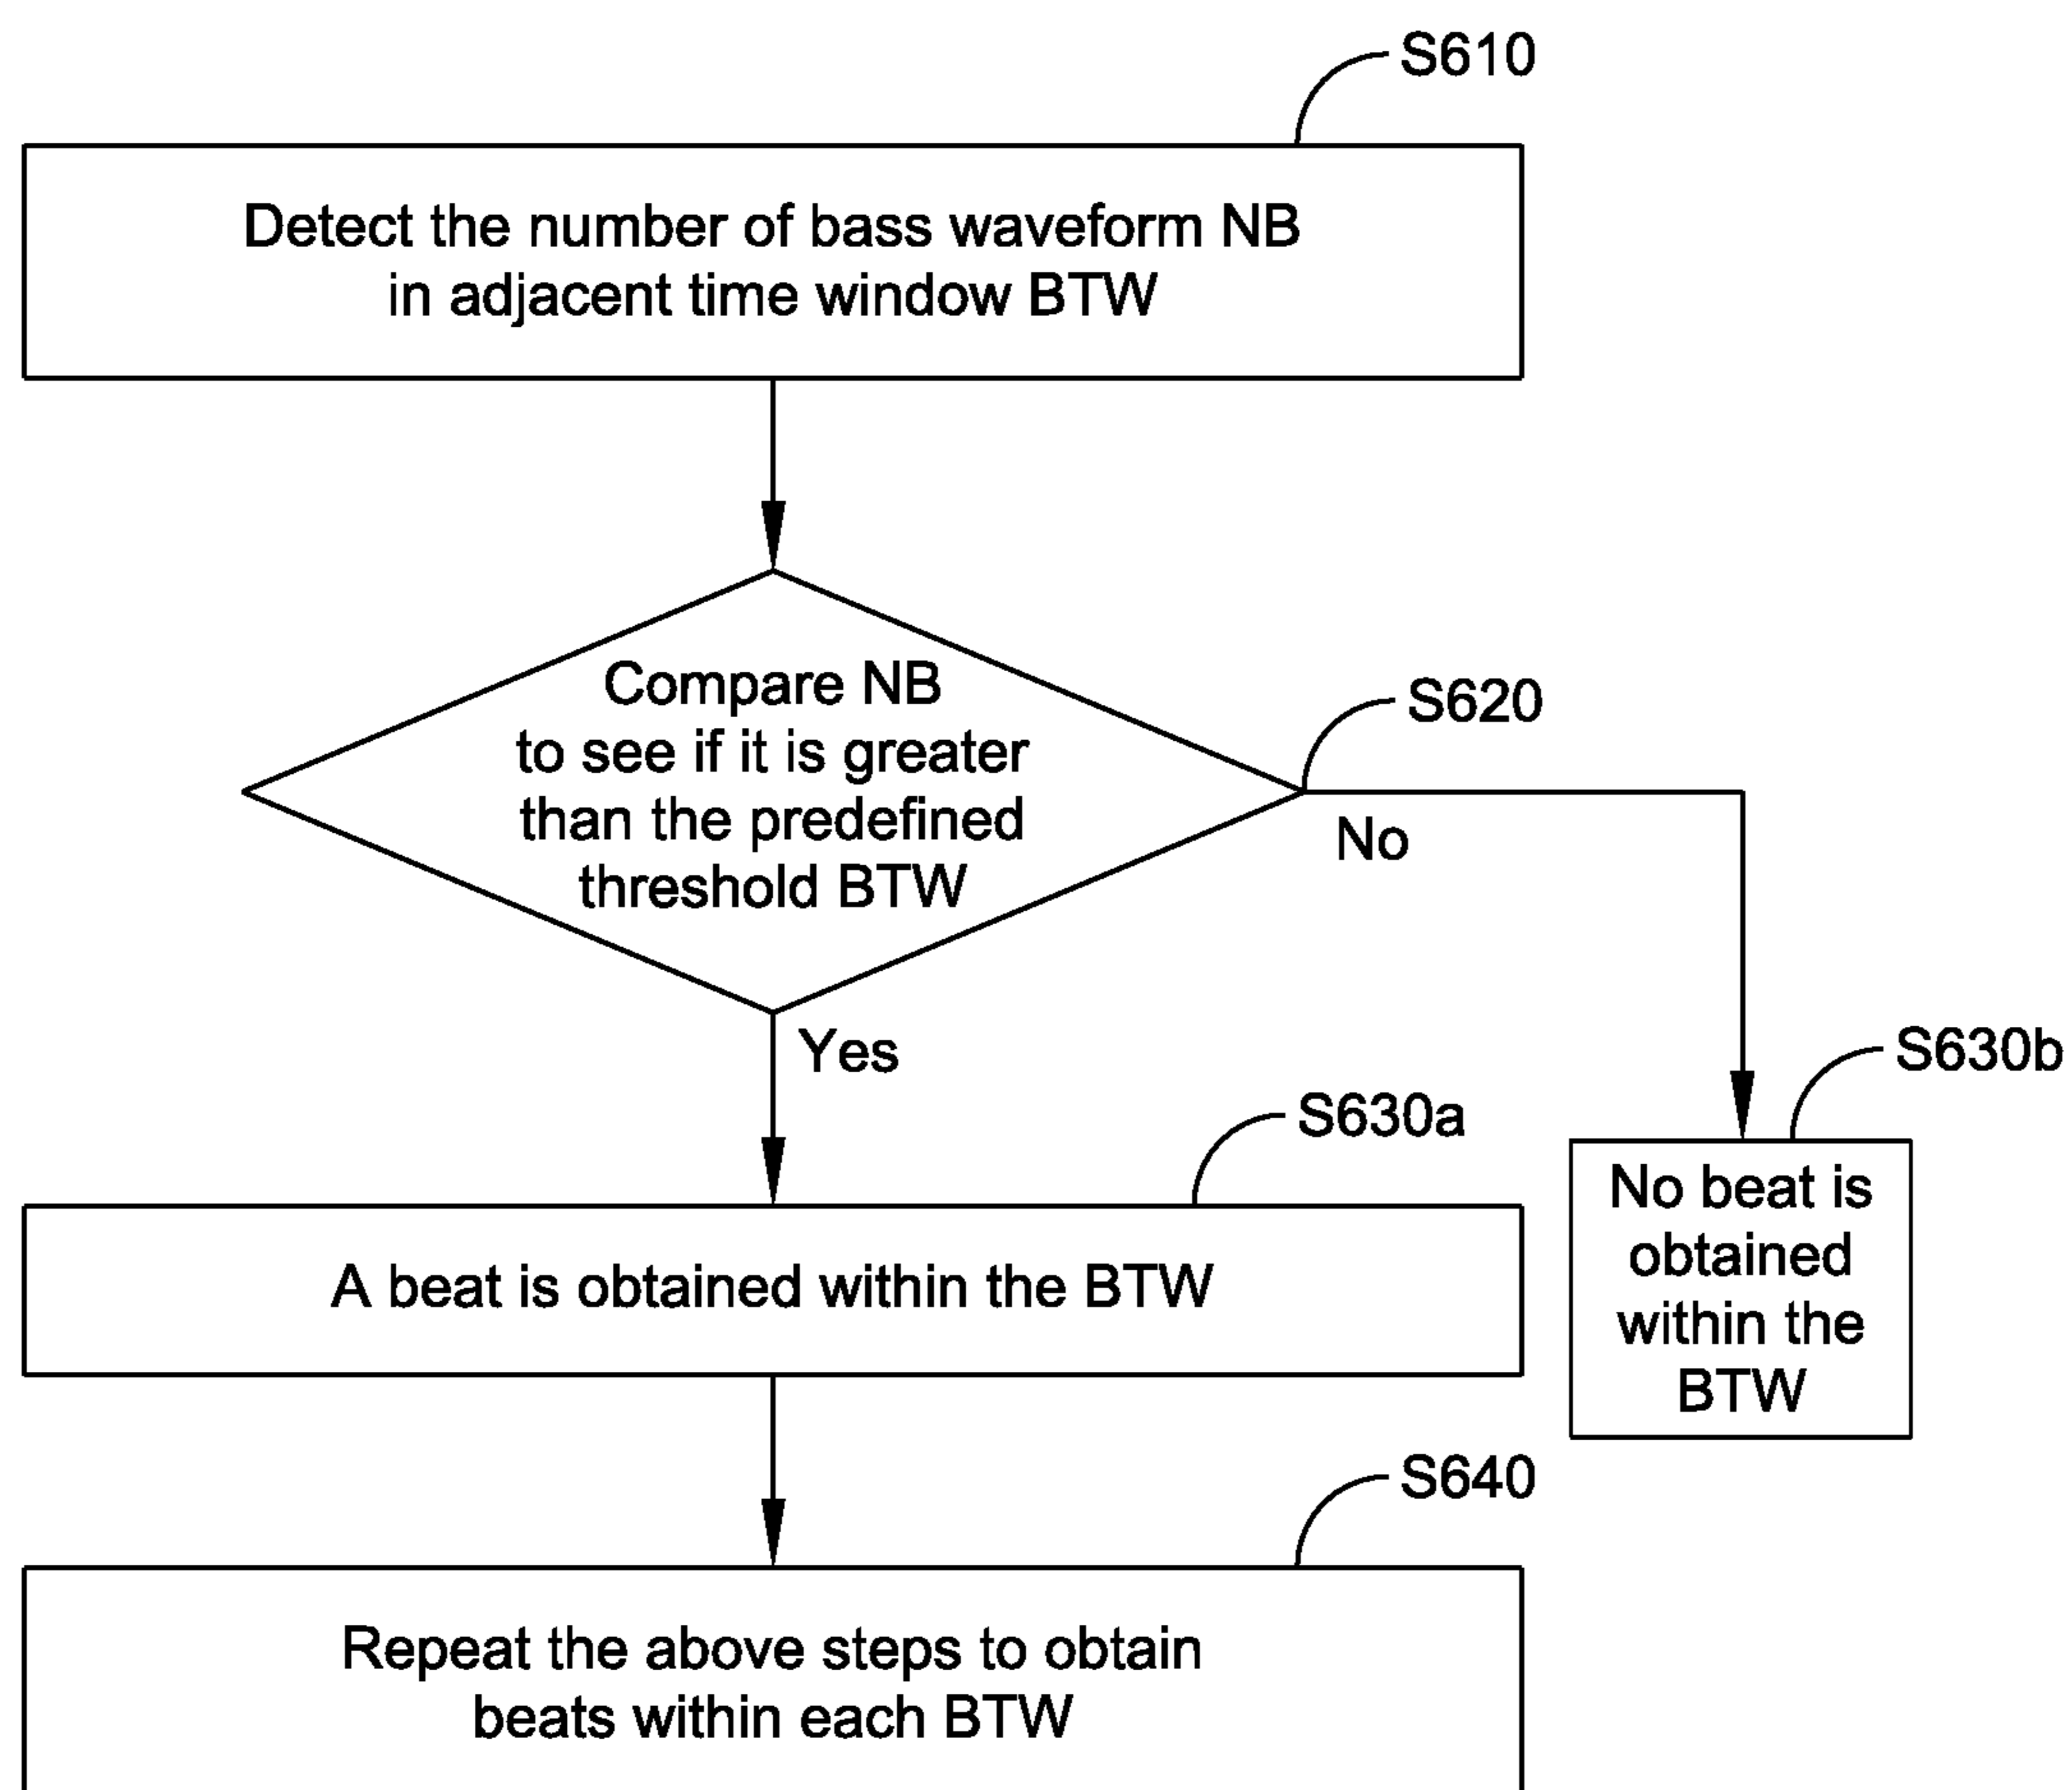 S610
Detect the number of bass waveform NB
in adjacent time window BTW
Compare NB
to see if it is greater
than the predefined
threshold BTW
S620
No
Yes
S630a
A beat is obtained within the BTW
S630b
No beat is
obtained
within the
BTW
S640
Repeat the above steps to obtain
beats within each BTW